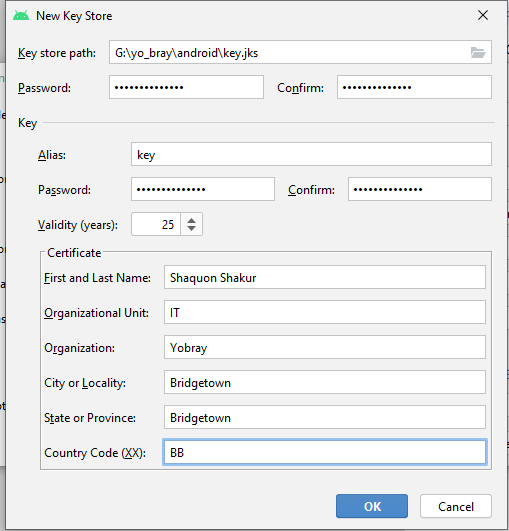 New Key Store
Key store path: G:\yo_bray\android\key.jks
Password: •••••••••••••• Confirm: ••••••••••••••
Key
Alias: key
Password: •••••••••••••• Confirm: ••••••••••••••
Validity (years): 25
Certificate
First and Last Name: Shaquon Shakur
Organizational Unit: IT
Organization: Yobray
City or Locality: Bridgetown
State or Province: Bridgetown
Country Code (XX): BB
OK Cancel